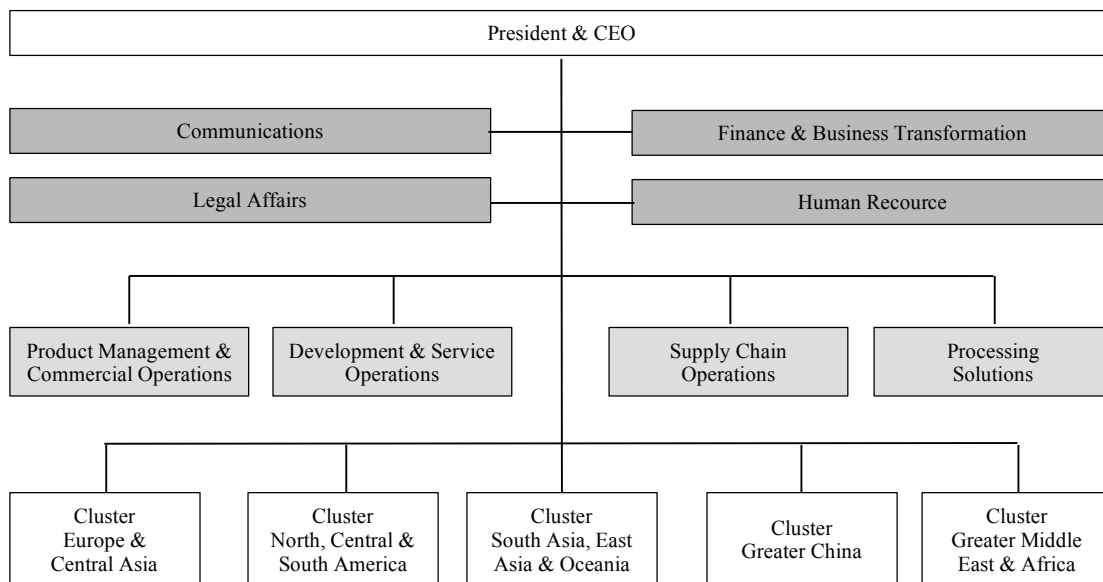 President & CEO
Communications
Finance & Business Transformation
Legal Affairs
Human Recource
Product Management &
Commercial Operations
Development & Service
Operations
Supply Chain
Operations
Processing
Solutions
Cluster
Europe &
Central Asia
Cluster
North, Central &
South America
Cluster
South Asia, East
Asia & Oceania
Cluster
Greater China
Cluster
Greater Middle
East & Africa